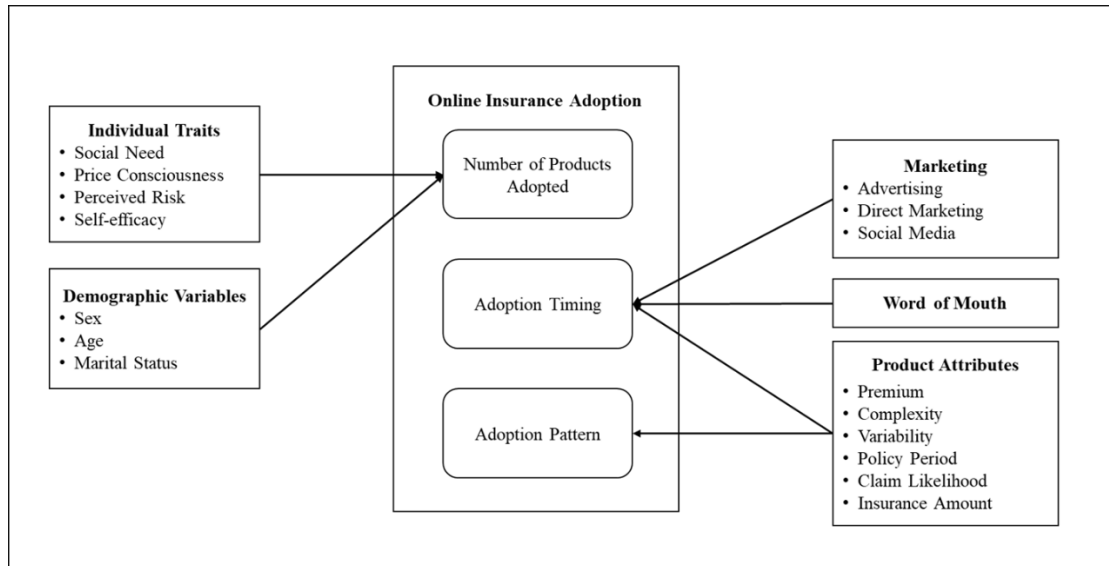 Individual Traits
• Social Need
• Price Consciousness
• Perceived Risk
• Self-efficacy
Demographic Variables
• Sex
• Age
• Marital Status
Online Insurance Adoption
Number of Products
Adopted
Adoption Timing
Adoption Pattern
Marketing
• Advertising
• Direct Marketing
• Social Media
Word of Mouth
Product Attributes
• Premium
• Complexity
• Variability
• Policy Period
• Claim Likelihood
• Insurance Amount